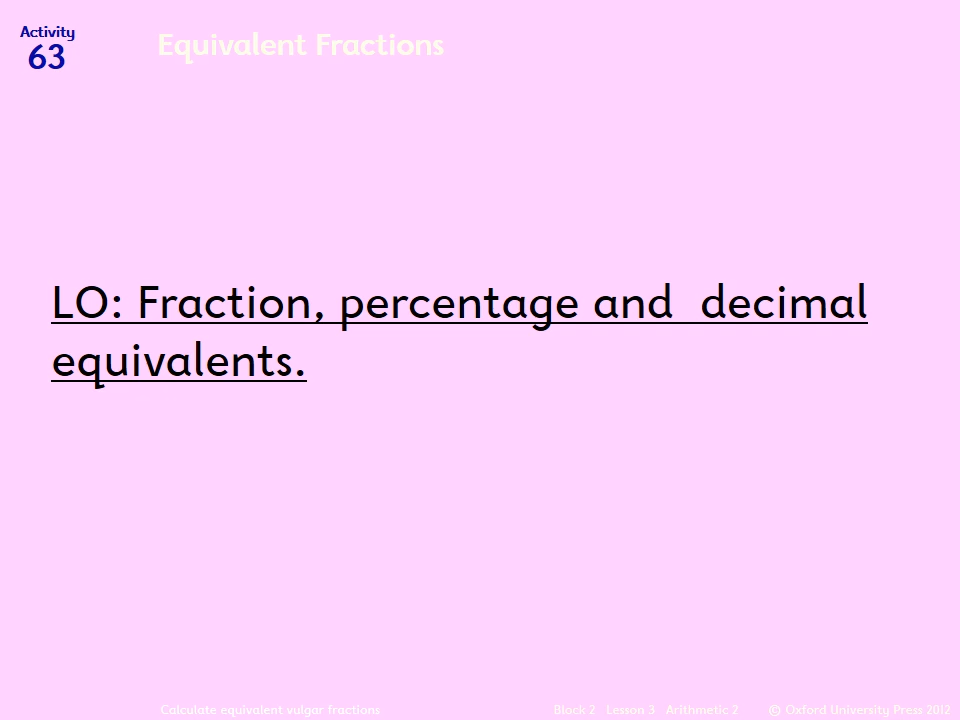 Activity
63
Equivalent Fractions
LO: Fraction, percentage and  decimal
equivalents.
Calculate equivalent vulgar fractions
Block 2   Lesson 3   Arithmetic 2
© Oxford University Press 2012